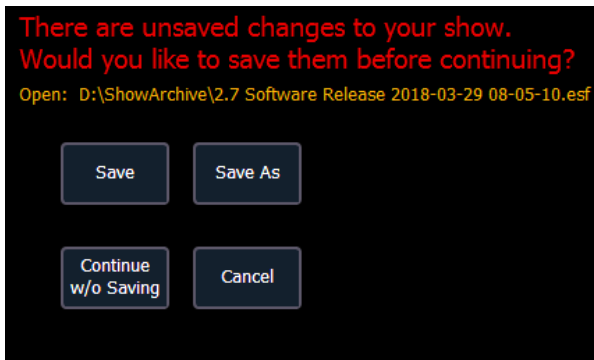 There are unsaved changes to your show.
Would you like to save them before continuing?
Open: D:\ShowArchive\2.7 Software Release 2018-03-29 08-05-10.esf
Save
Save As
Continue
w/o Saving
Cancel